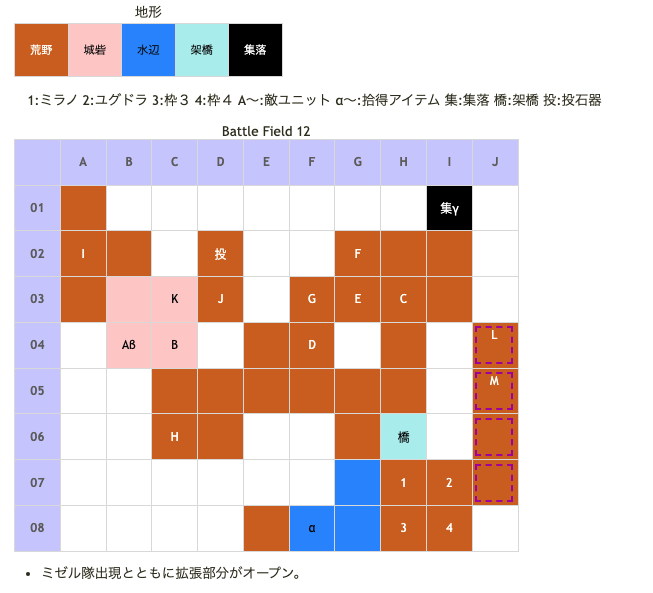 地形
荒野 城砦 水辺 架橋 集落
1:ミラノ 2:ユグドラ 3:枠３ 4:枠４ A〜:敵ユニット α〜:拾得アイテム 集:集落 橋:架橋 投:投石器
Battle Field 12
A B C D E F G H I J
01 集γ
02 I 投 F
03 K J G E C
04 Aβ B D L
05 M
06 H 橋
07 1 2
08 α 3 4
• ミゼル隊出現とともに拡張部分がオープン。